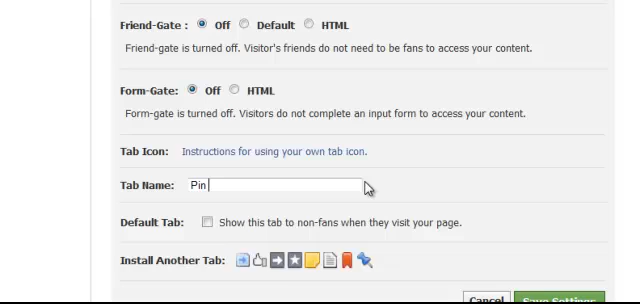 Friend-Gate : Off Default HTML
Friend-gate is turned off. Visitor's friends do not need to be fans to access your content.
Form-Gate: Off HTML
Form-gate is turned off. Visitors do not complete an input form to access your content.
Tab Icon: Instructions for using your own tab icon.
Tab Name: Pin
Default Tab: Show this tab to non-fans when they visit your page.
Install Another Tab:
Cancel Save Settings